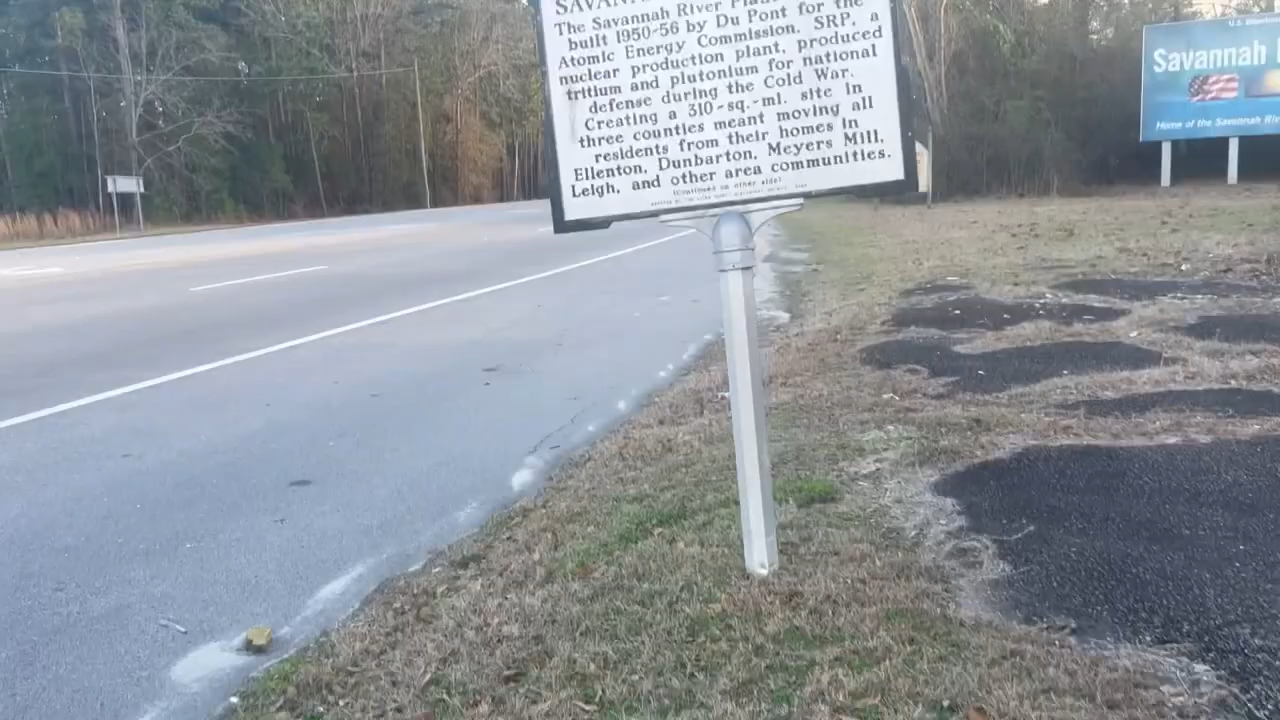 SAVANNA
The Savannah River Plan
built 1950-56 by Du Pont for the
Atomic Energy Commission. SRP, a
nuclear production plant, produced
tritium and plutonium for national
defense during the Cold War.
Creating a 310-sq.-mi. site in
three counties meant moving all
residents from their homes in
Ellenton, Dunbarton, Meyers Mill,
Leigh, and other area communities.
(Continued on other side)
Savannah
Home of the Savannah Riv